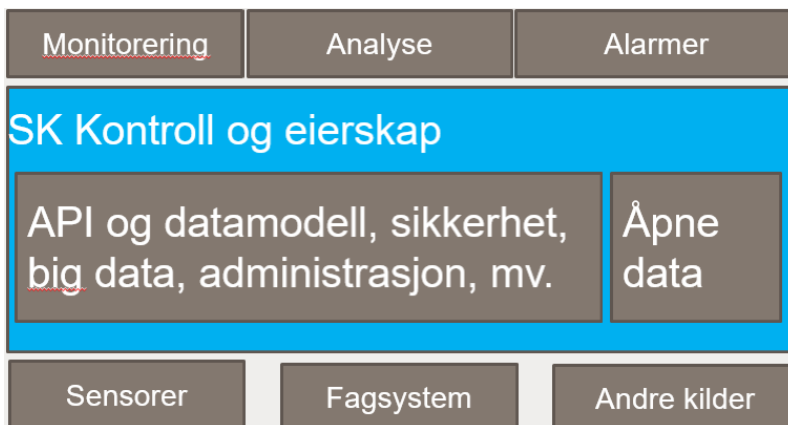 Monitorering
Analyse
Alarmer
SK Kontroll og eierskap
API og datamodell, sikkerhet,
big data, administrasjon, mv.
Åpne
data
Sensorer
Fagsystem
Andre kilder